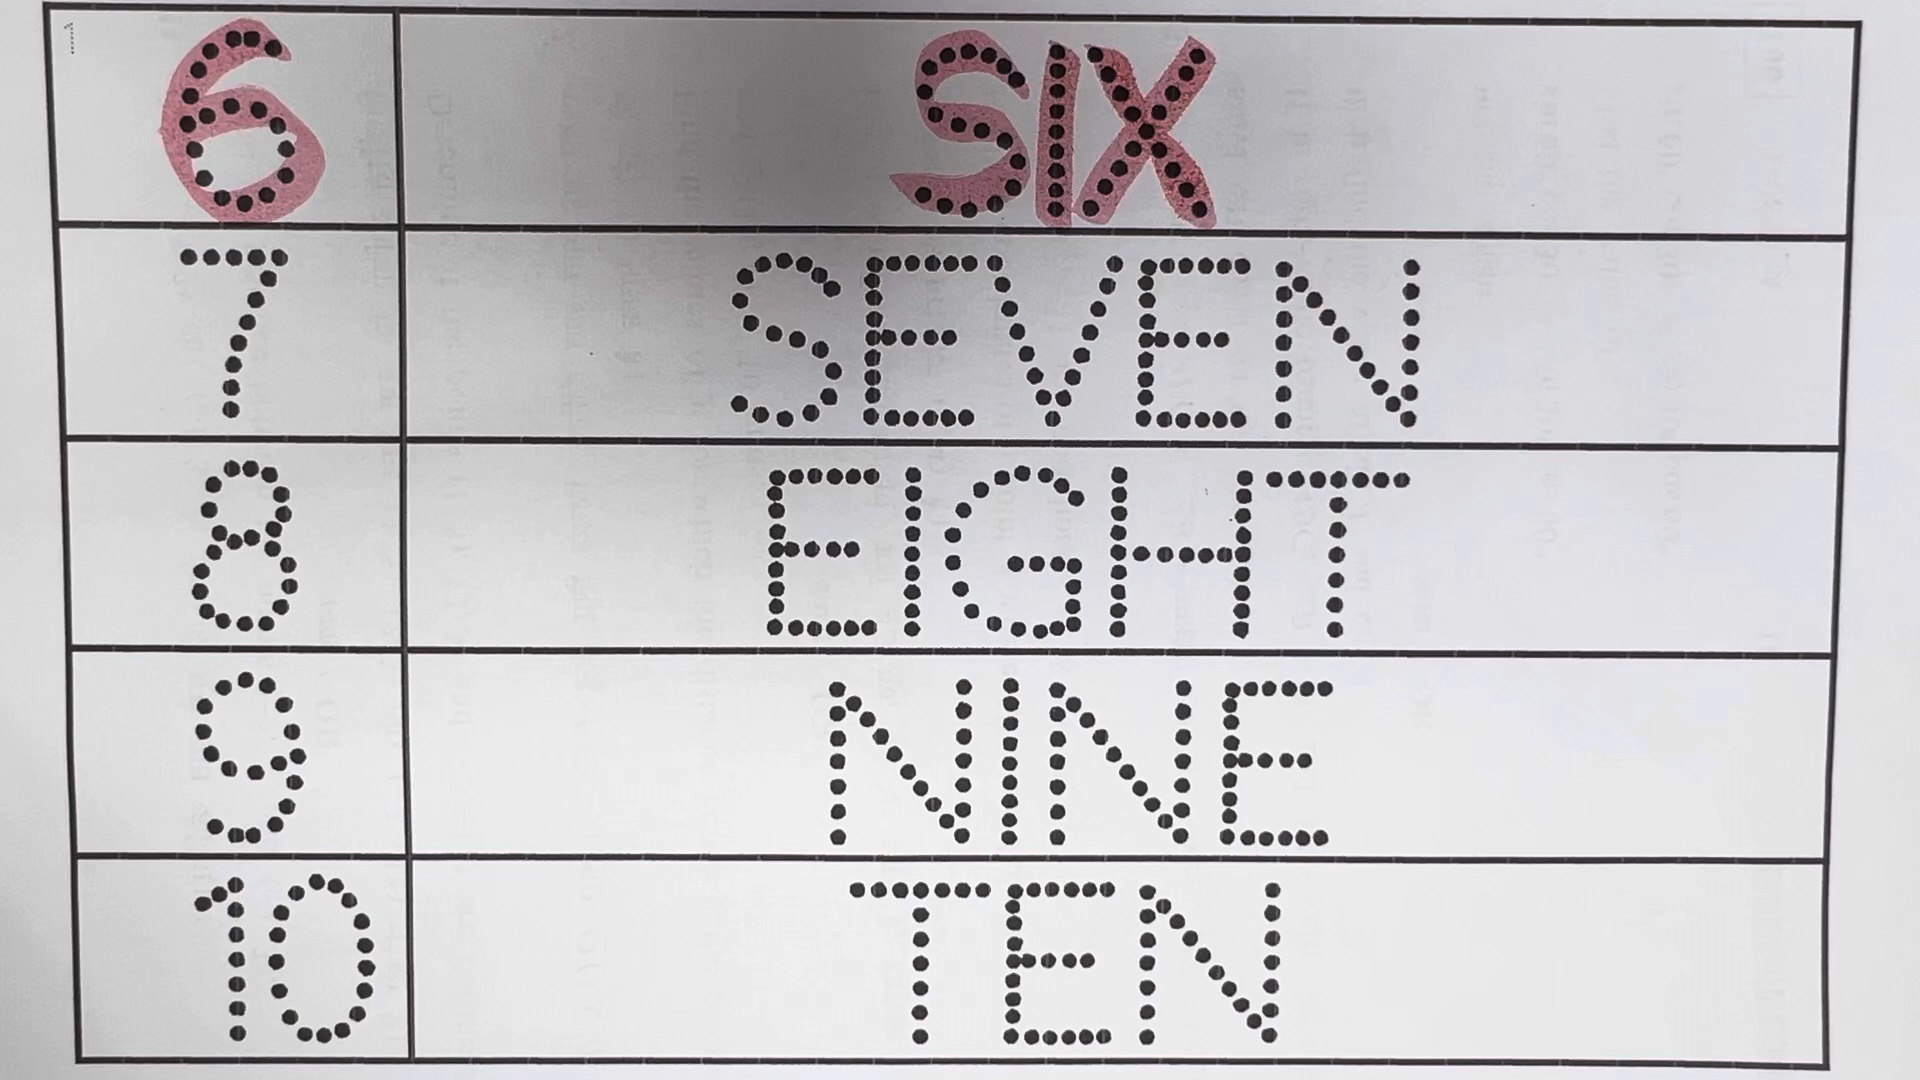 6 SIX
7 SEVEN
8 EIGHT
9 NINE
10 TEN